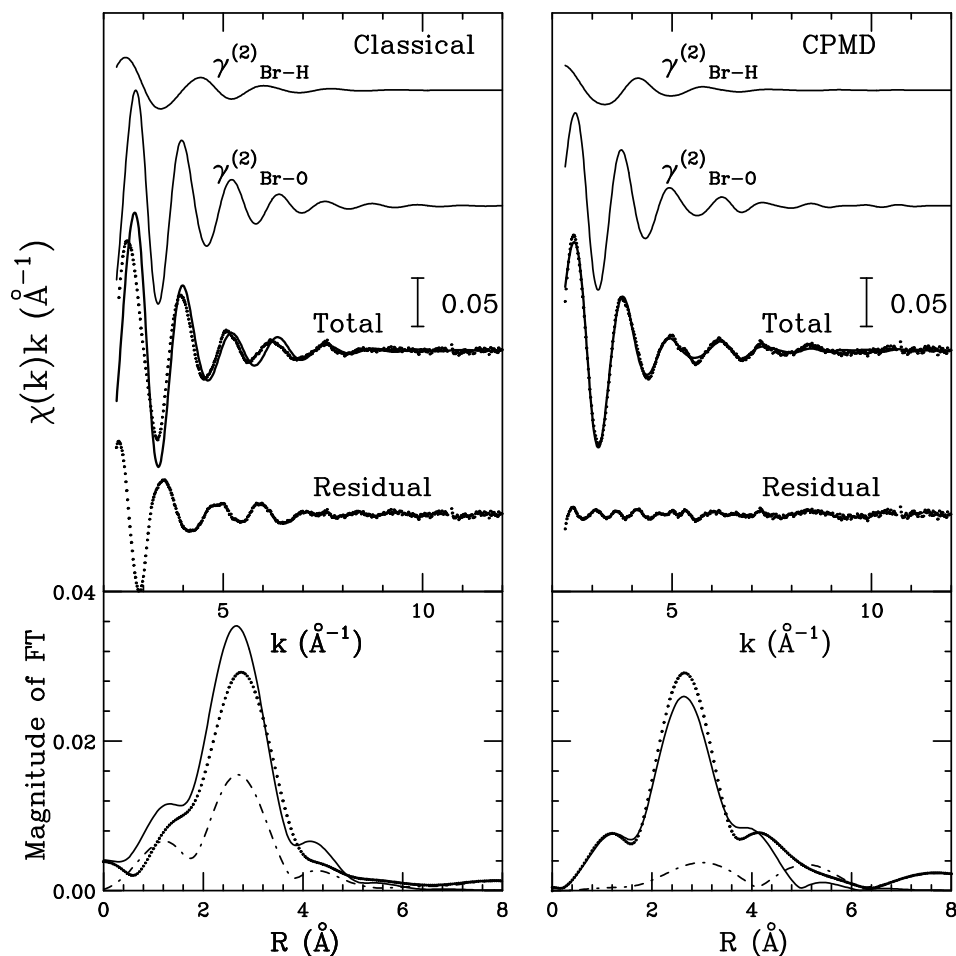 Classical
γ(2)Br−H
γ(2)Br−O
0.05
Total
Residual
χ(k)k (Å−1)
5
10
k (Å−1)
CPMD
γ(2)Br−H
γ(2)Br−O
0.05
Total
Residual
5
10
k (Å−1)
Magnitude of FT
0.04
0.02
0.00
0
2
4
6
8
R (Å)
0
2
4
6
8
R (Å)